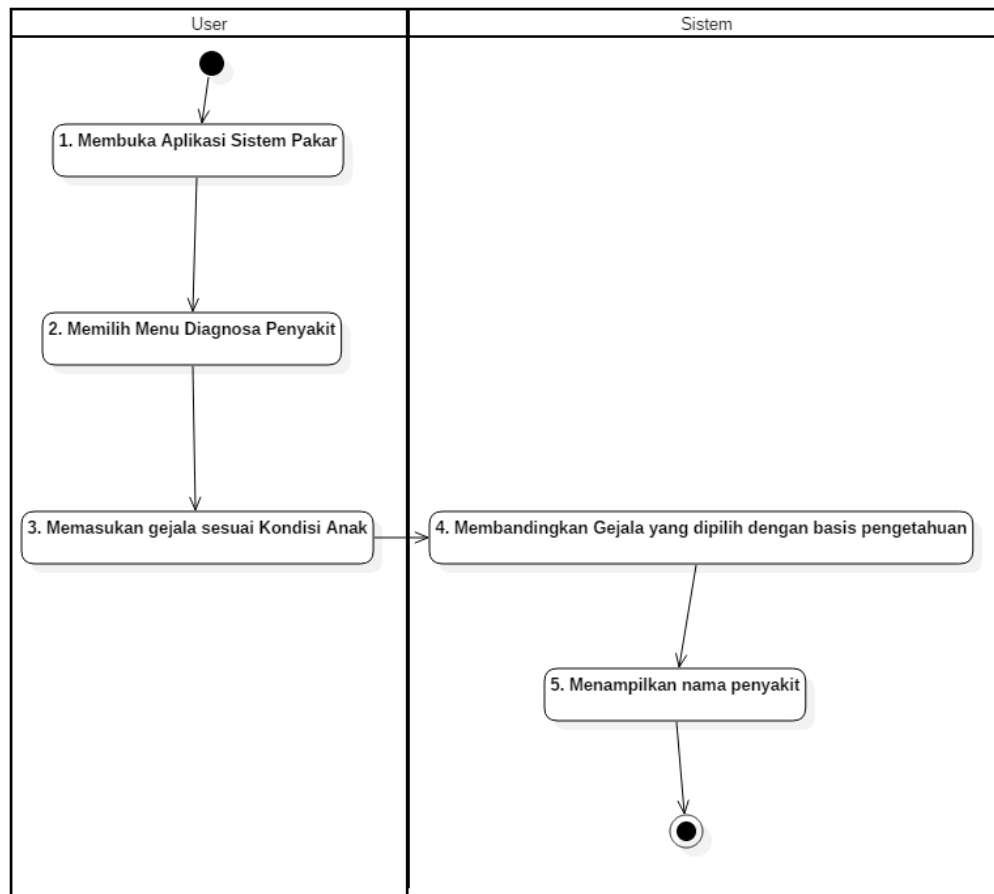 User
Sistem
1. Membuka Aplikasi Sistem Pakar
2. Memilih Menu Diagnosa Penyakit
3. Memasukan gejala sesuai Kondisi Anak
4. Membandingkan Gejala yang dipilih dengan basis pengetahuan
5. Menampilkan nama penyakit